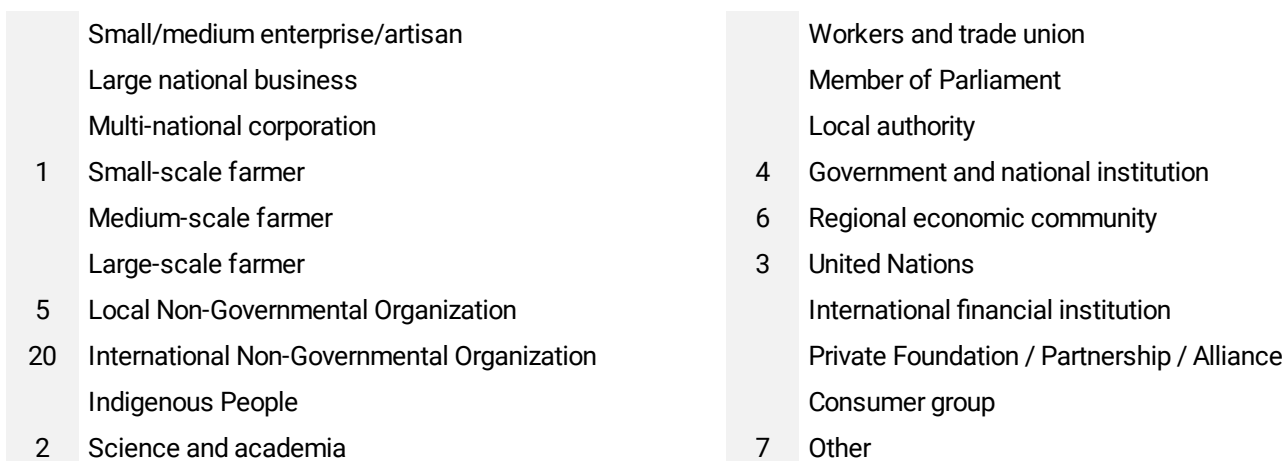 Small/medium enterprise/artisan
Large national business
Multi-national corporation
1 Small-scale farmer
Medium-scale farmer
Large-scale farmer
5 Local Non-Governmental Organization
20 International Non-Governmental Organization
Indigenous People
2 Science and academia
Workers and trade union
Member of Parliament
Local authority
4 Government and national institution
6 Regional economic community
3 United Nations
International financial institution
Private Foundation / Partnership / Alliance
Consumer group
7 Other